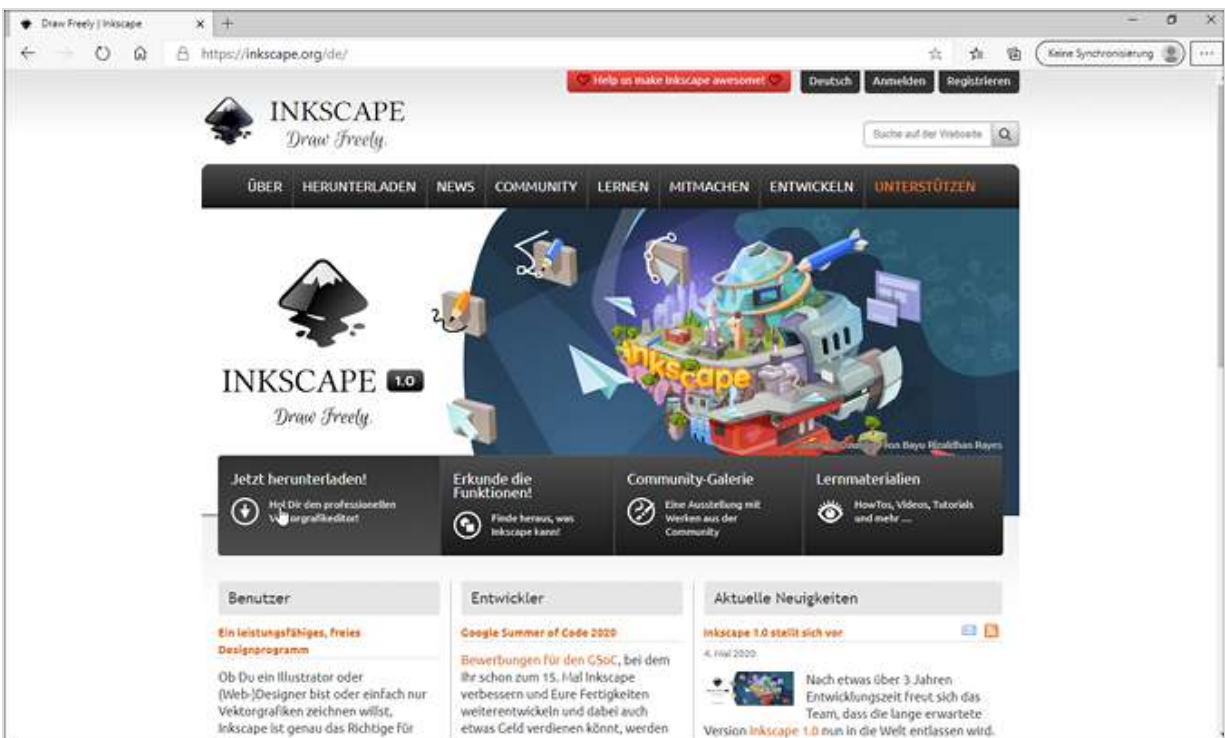 Draw Freely | Inkscape
https://inkscape.org/de/
Keine Synchronisierung
Help us make Inkscape awesome!
Deutsch
Anmelden
Registrieren
INKSCAPE
Draw Freely.
Suche auf der Webseite
ÜBER HERUNTERLADEN NEWS COMMUNITY LERNEN MITMACHEN ENTWICKELN UNTERSTÜTZEN
inkscape
INKSCAPE 1.0
Draw Freely.
von Bayu Rizaldhan Rayes
Jetzt herunterladen!
Hol Dir den professionellen
Vektorgrafikeditor!
Erkunde die
Funktionen!
Finde heraus, was
Inkscape kann!
Community-Galerie
Eine Ausstellung mit
Werken aus der
Community
Lernmaterialien
HowTos, Videos, Tutorials
und mehr ...
Benutzer
Ein leistungsfähiges, freies
Designprogramm
Ob Du ein Illustrator oder
(Web-)Designer bist oder einfach nur
Vektorgrafiken zeichnen willst,
Inkscape ist genau das Richtige für
Entwickler
Google Summer of Code 2020
Bewerbungen für den GSoC, bei dem
Ihr schon zum 15. Mal Inkscape
verbessern und Eure Fertigkeiten
weiterentwickeln und dabei auch
etwas Geld verdienen könnt, werden
Aktuelle Neuigkeiten
Inkscape 1.0 stellt sich vor
4. Mai 2020
Nach etwas über 3 Jahren
Entwicklungszeit freut sich das
Team, dass die lange erwartete
Version Inkscape 1.0 nun in die Welt entlassen wird.